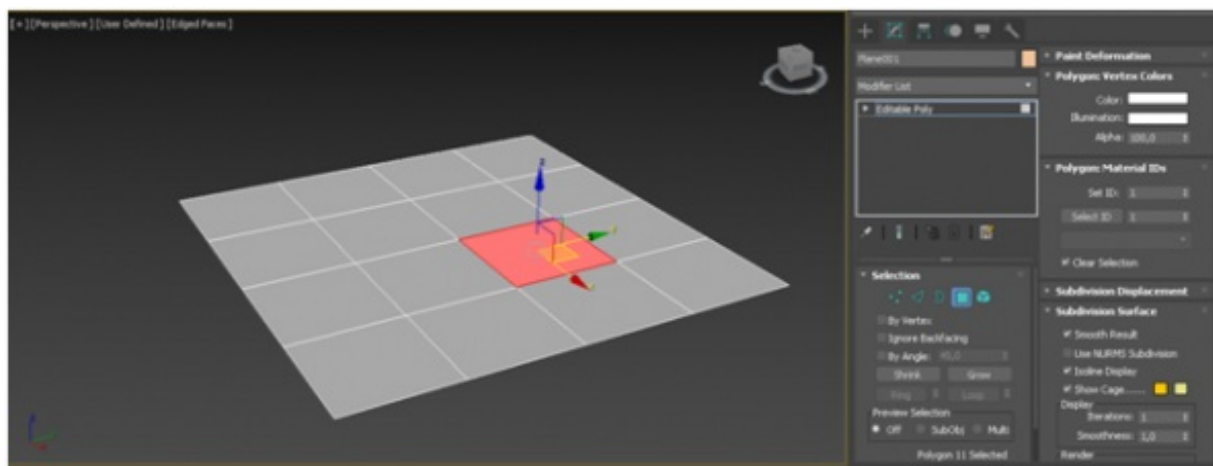 [+] [Perspective] [User Defined] [Edged Faces]
Plane001
Modifier List
Editable Poly
Selection
By Vertex
Ignore Backfacing
By Angle: 45,0
Shrink Grow
Ring Loop
Preview Selection
Off SubObj Multi
Polygon 11 Selected
Paint Deformation
Polygon: Vertex Colors
Color:
Illumination:
Alpha: 100,0
Polygon: Material IDs
Set ID: 1
Select ID 1
Clear Selection
Subdivision Displacement
Subdivision Surface
Smooth Result
Use NURMS Subdivision
Isoline Display
Show Cage......
Display
Iterations: 1
Smoothness: 1,0
Render